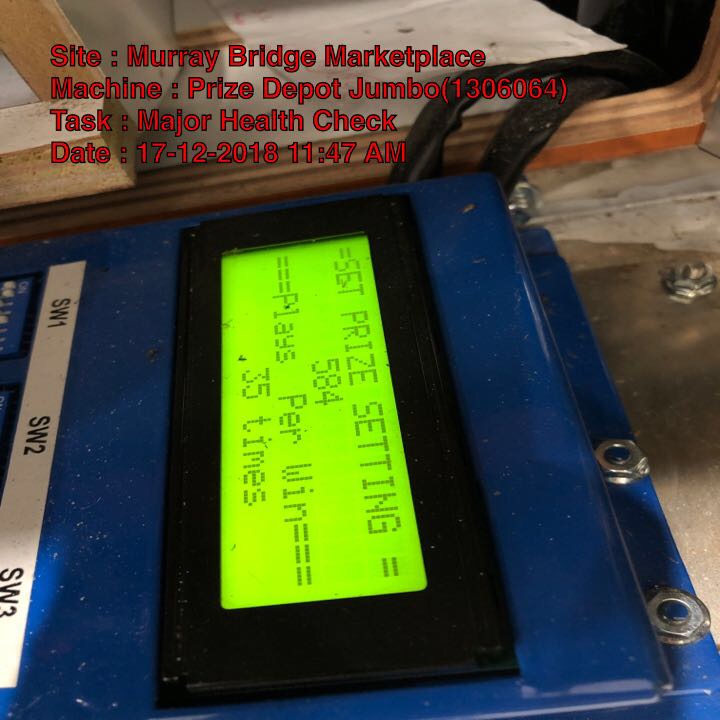 Site : Murray Bridge Marketplace
Machine : Prize Depot Jumbo(1306064)
Task : Major Health Check
Date : 17-12-2018 11:47 AM
=SET PRIZE SETTING =
584
===Plays Per win===
35 times
SW1
SW2
SW3